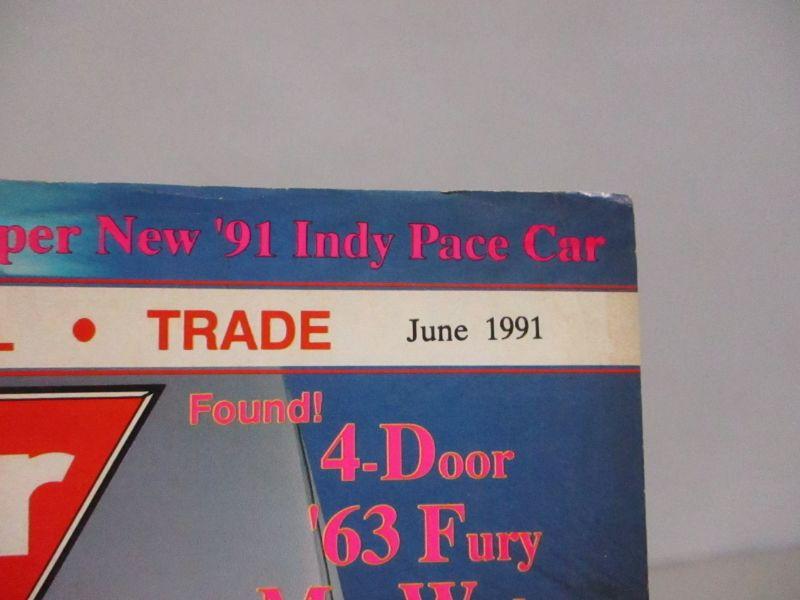 per New '91 Indy Pace Car
L • TRADE June 1991
r
Found!
4-Door
'63 Fury